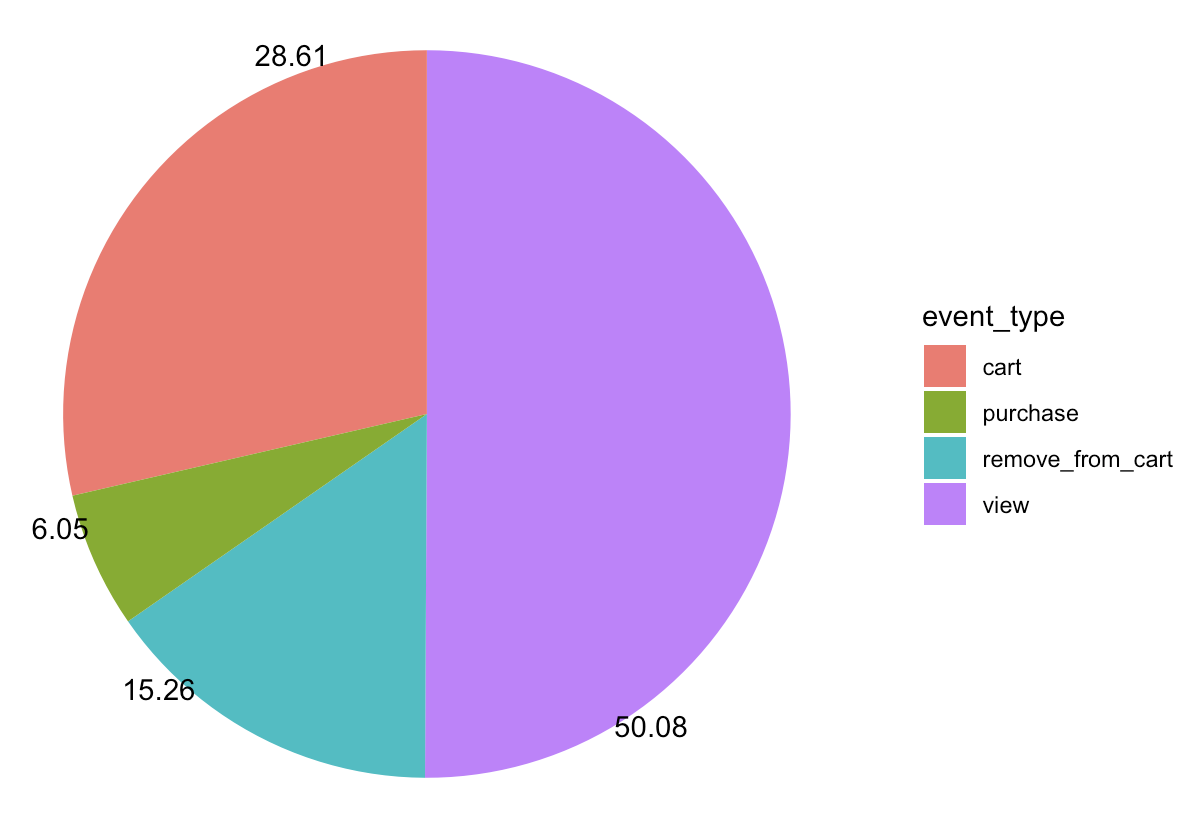 28.61
6.05
15.26
50.08
event_type
cart
purchase
remove_from_cart
view